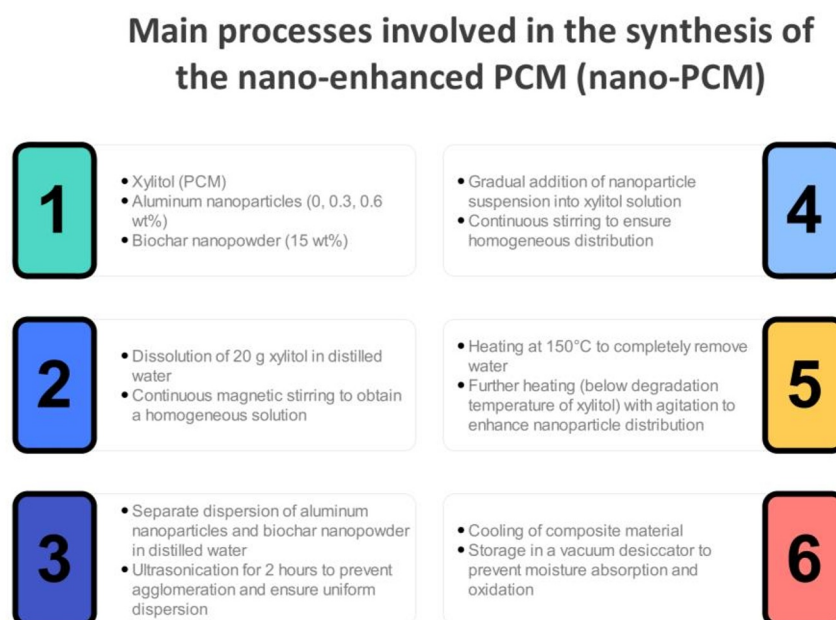 Main processes involved in the synthesis of
the nano-enhanced PCM (nano-PCM)
1
• Xylitol (PCM)
• Aluminum nanoparticles (0, 0.3, 0.6
wt%)
• Biochar nanopowder (15 wt%)
2
• Dissolution of 20 g xylitol in distilled
water
• Continuous magnetic stirring to obtain
a homogeneous solution
3
• Separate dispersion of aluminum
nanoparticles and biochar nanopowder
in distilled water
• Ultrasonication for 2 hours to prevent
agglomeration and ensure uniform
dispersion
4
• Gradual addition of nanoparticle
suspension into xylitol solution
• Continuous stirring to ensure
homogeneous distribution
5
• Heating at 150°C to completely remove
water
• Further heating (below degradation
temperature of xylitol) with agitation to
enhance nanoparticle distribution
6
• Cooling of composite material
• Storage in a vacuum desiccator to
prevent moisture absorption and
oxidation